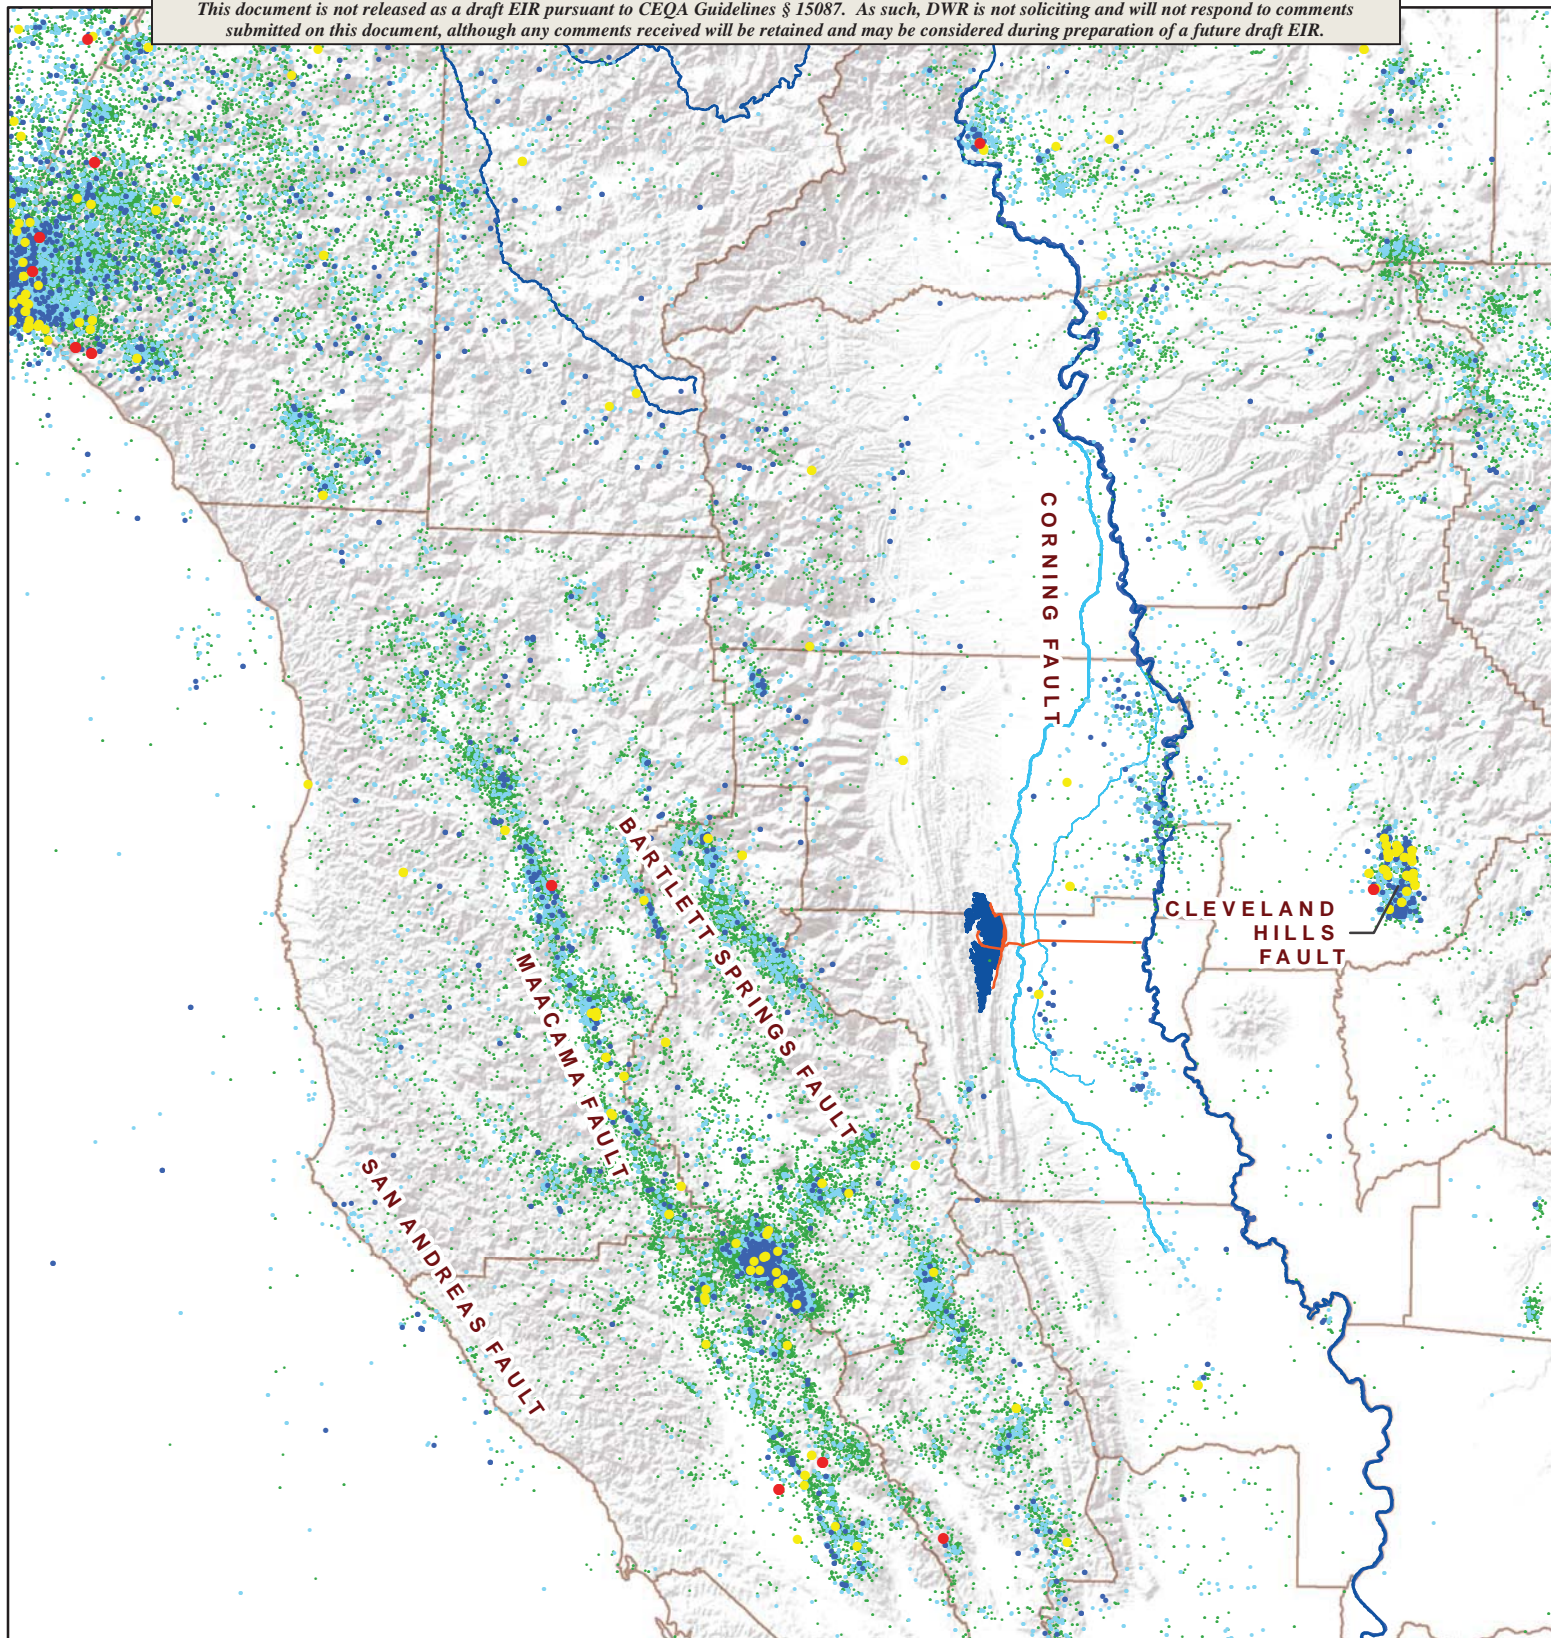 This document is not released as a draft EIR pursuant to CEQA Guidelines § 15087. As such, DWR is not soliciting and will not respond to comments
submitted on this document, although any comments received will be retained and may be considered during preparation of a future draft EIR.
CORNING FAULT
BARTLETT SPRINGS FAULT
CLEVELAND
HILLS
FAULT
MAACAMA FAULT
SAN ANDREAS FAULT